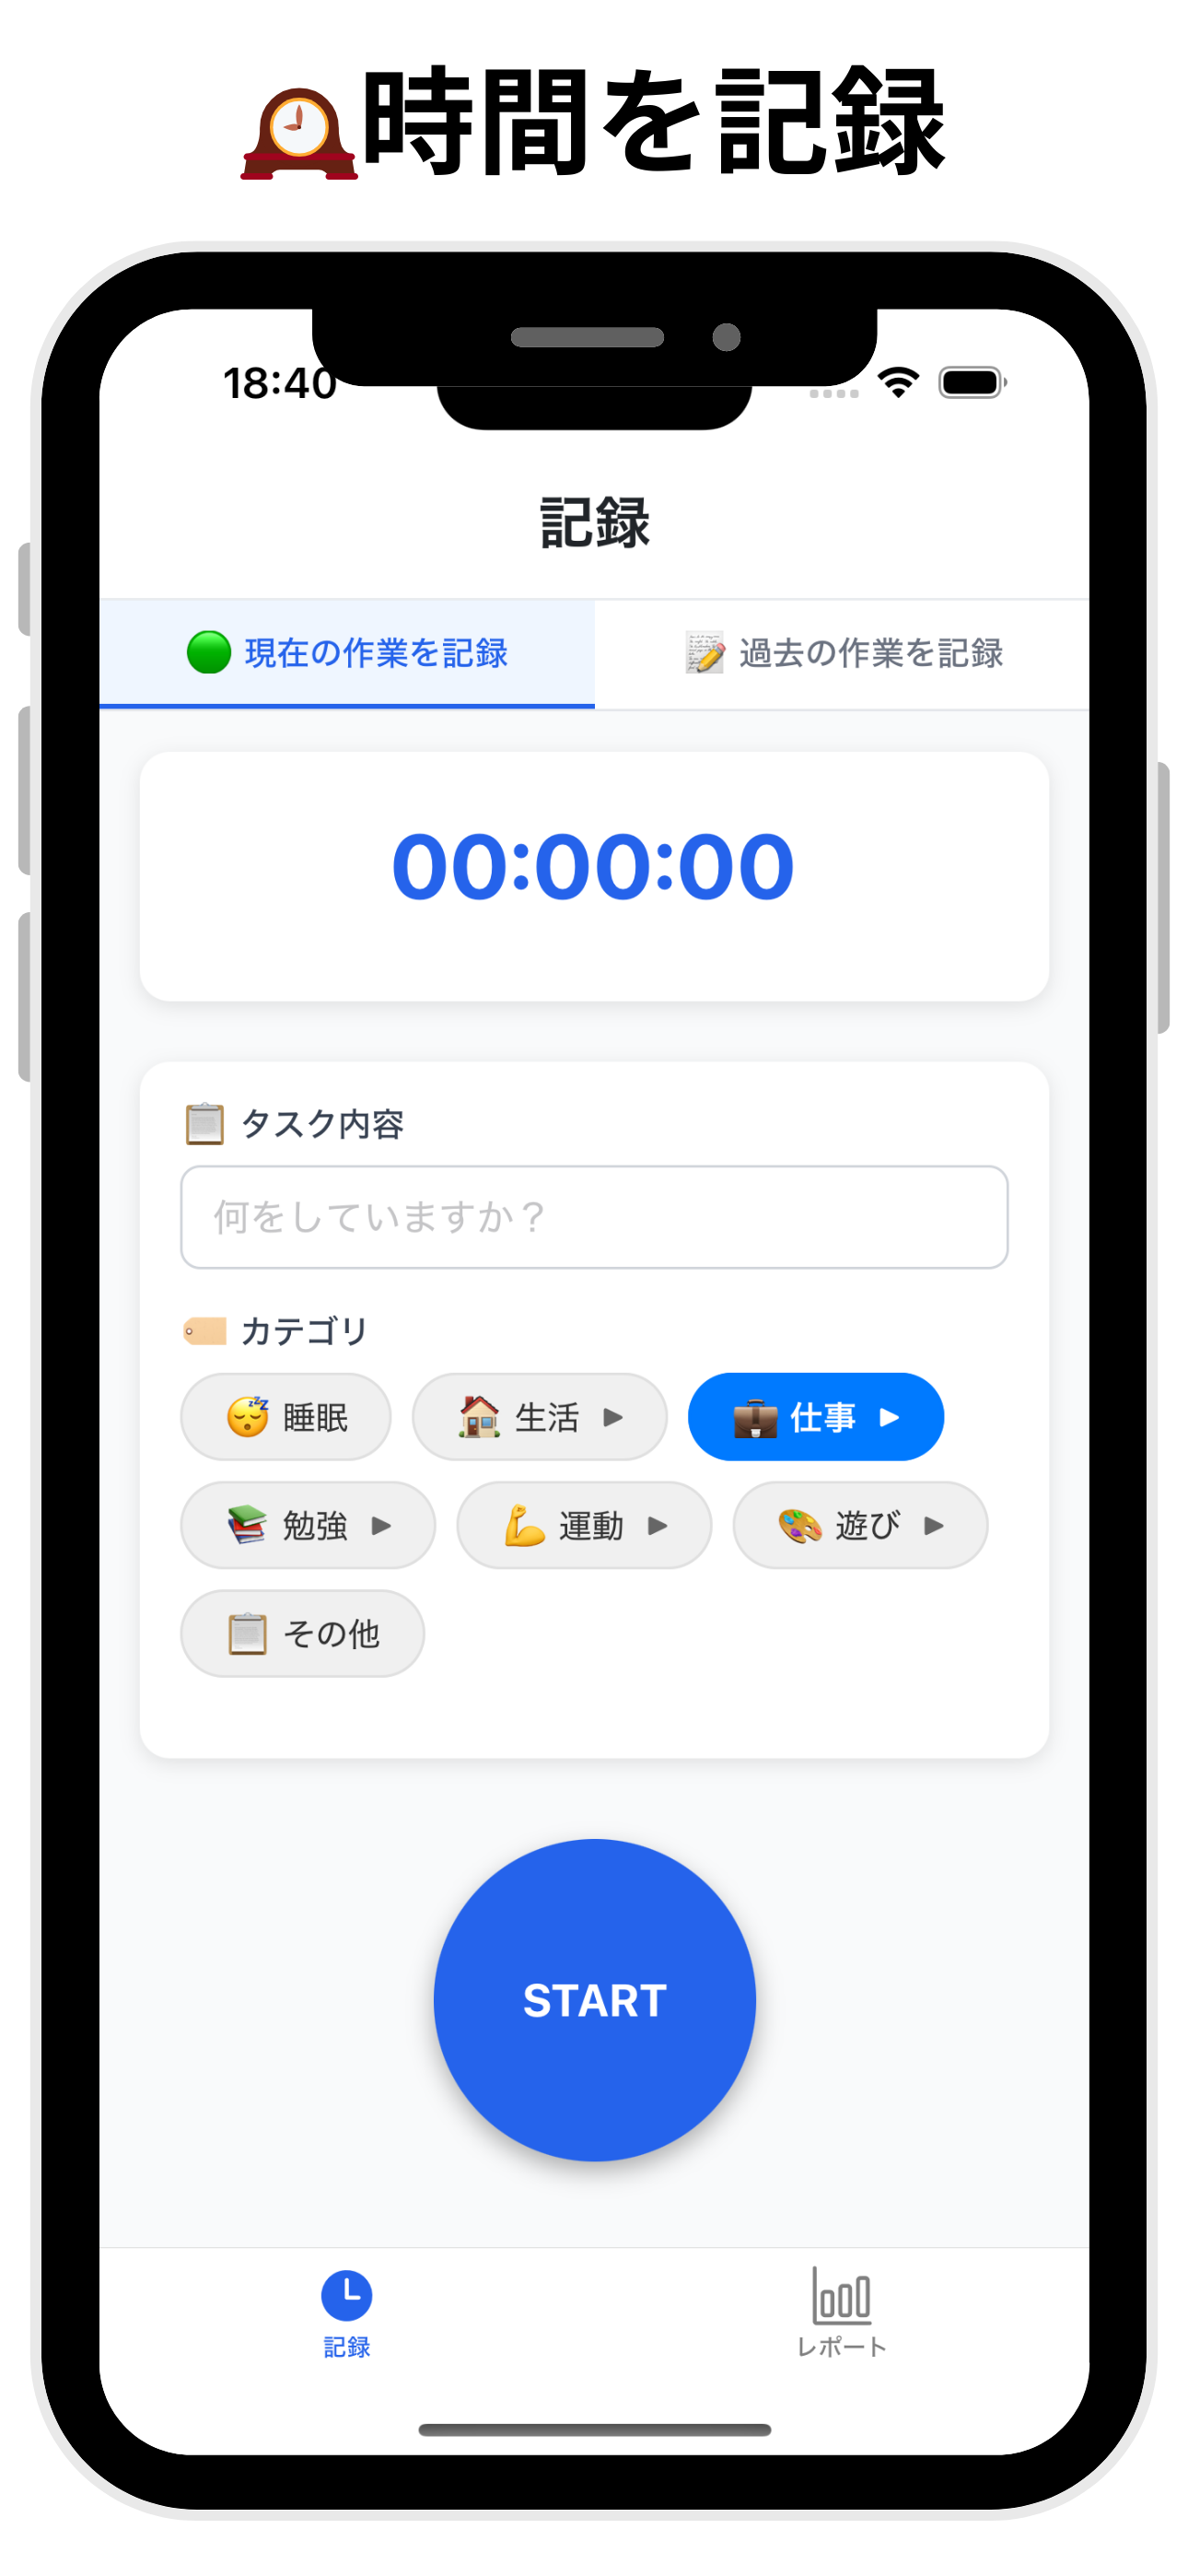 時間を記録
18:40
記録
現在の作業を記録 過去の作業を記録
00:00:00
タスク内容
何をしていますか？
カテゴリ
睡眠 生活 ▶ 仕事 ▶
勉強 ▶ 運動 ▶ 遊び ▶
その他
START
記録 レポート